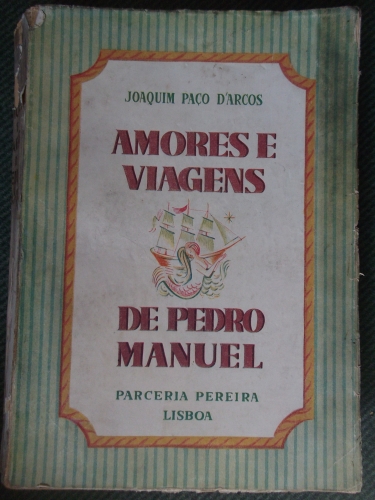 JOAQUIM PAÇO D'ARCOS
AMORES E
VIAGENS
DE PEDRO
MANUEL
PARCERIA PEREIRA
LISBOA